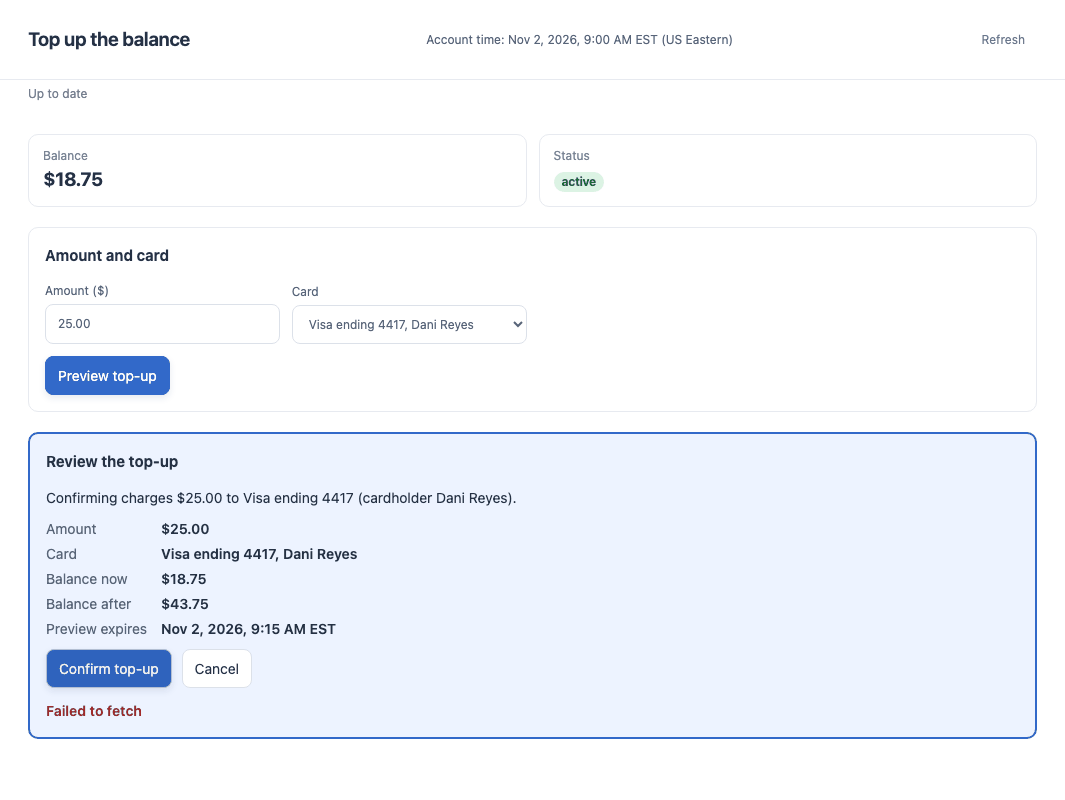 Top up the balance
Account time: Nov 2, 2026, 9:00 AM EST (US Eastern)
Refresh
Up to date
Balance
$18.75
Status
active
Amount and card
Amount ($)
Card
25.00
Visa ending 4417, Dani Reyes
Preview top-up
Review the top-up
Confirming charges $25.00 to Visa ending 4417 (cardholder Dani Reyes).
Amount $25.00
Card Visa ending 4417, Dani Reyes
Balance now $18.75
Balance after $43.75
Preview expires Nov 2, 2026, 9:15 AM EST
Confirm top-up
Cancel
Failed to fetch